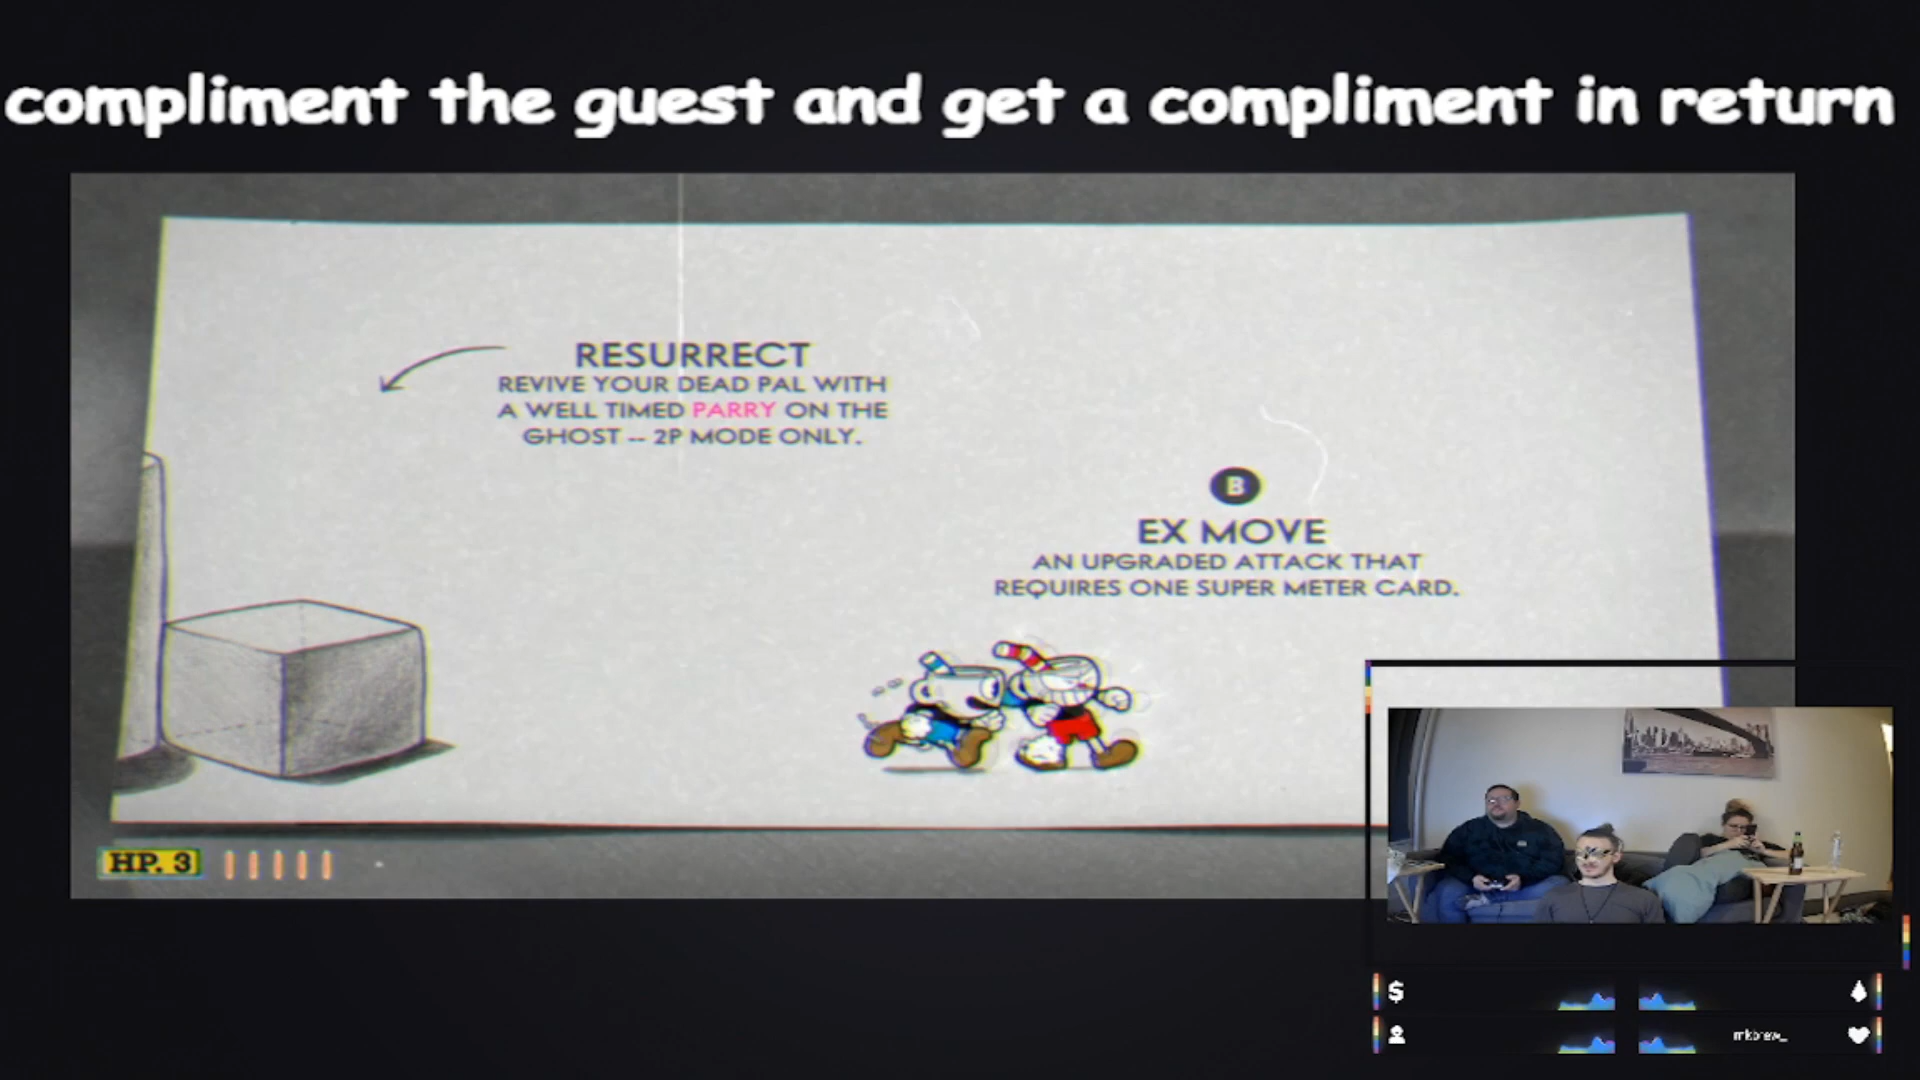 compliment the guest and get a compliment in return
RESURRECT
REVIVE YOUR DEAD PAL WITH
A WELL TIMED PARRY ON THE
GHOST -- 2P MODE ONLY.
B
EX MOVE
AN UPGRADED ATTACK THAT
REQUIRES ONE SUPER METER CARD.
HP. 3
$
mkbrew_